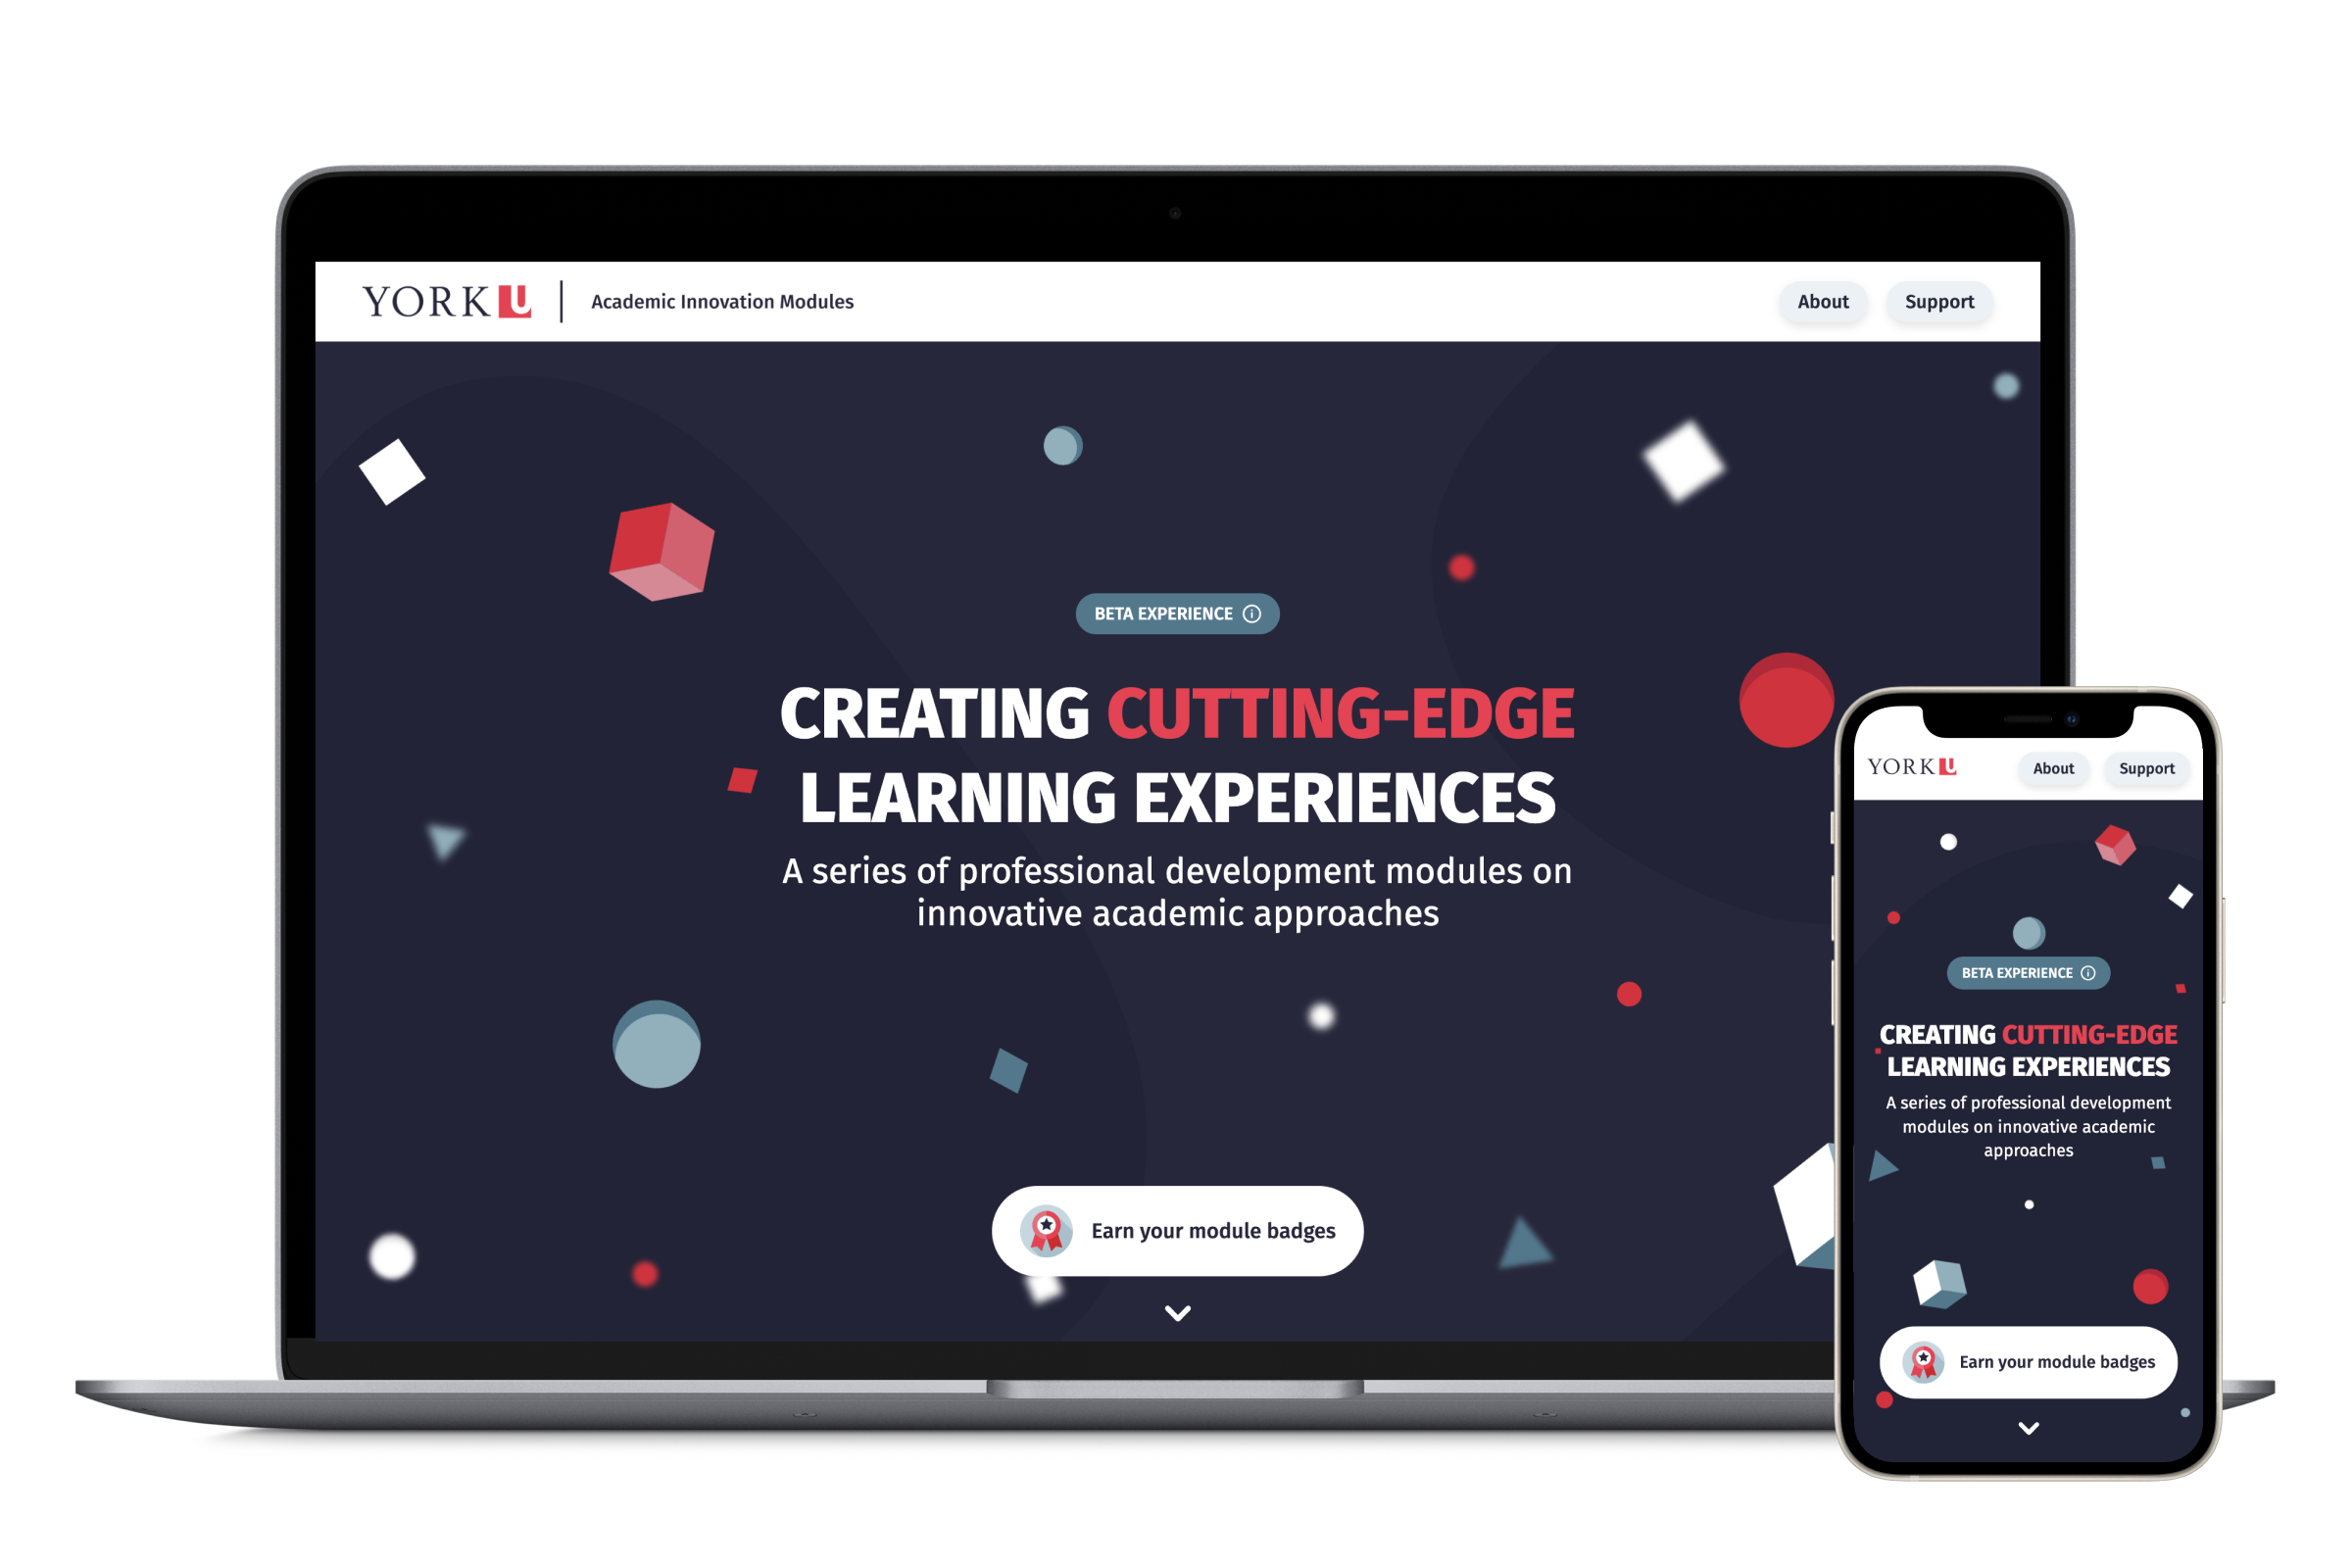 YORK U
Academic Innovation Modules
About
Support
BETA EXPERIENCE
CREATING CUTTING-EDGE
LEARNING EXPERIENCES
A series of professional development modules on
innovative academic approaches
Earn your module badges
YORK U
About
Support
BETA EXPERIENCE
CREATING CUTTING-EDGE
LEARNING EXPERIENCES
A series of professional development
modules on innovative academic
approaches
Earn your module badges